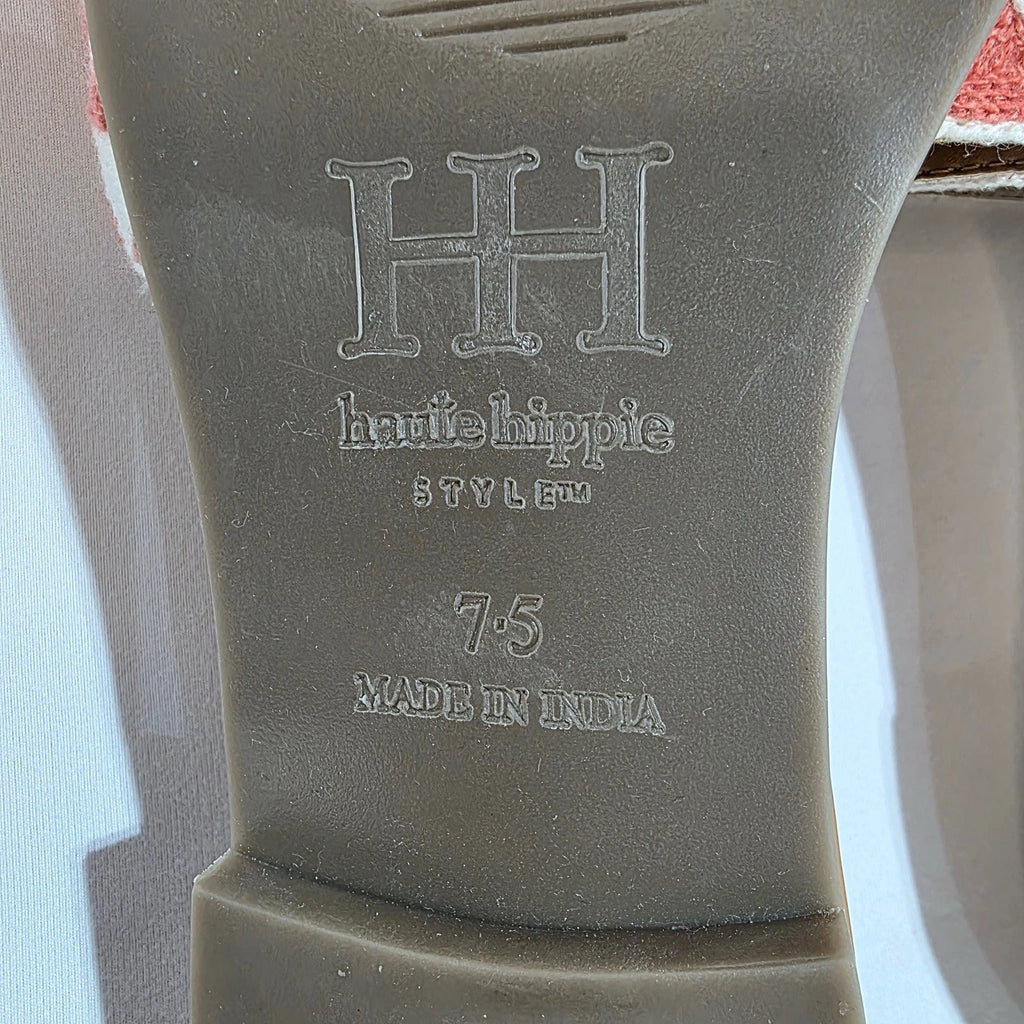 HH
haute hippie
STYLE™
7.5
MADE IN INDIA